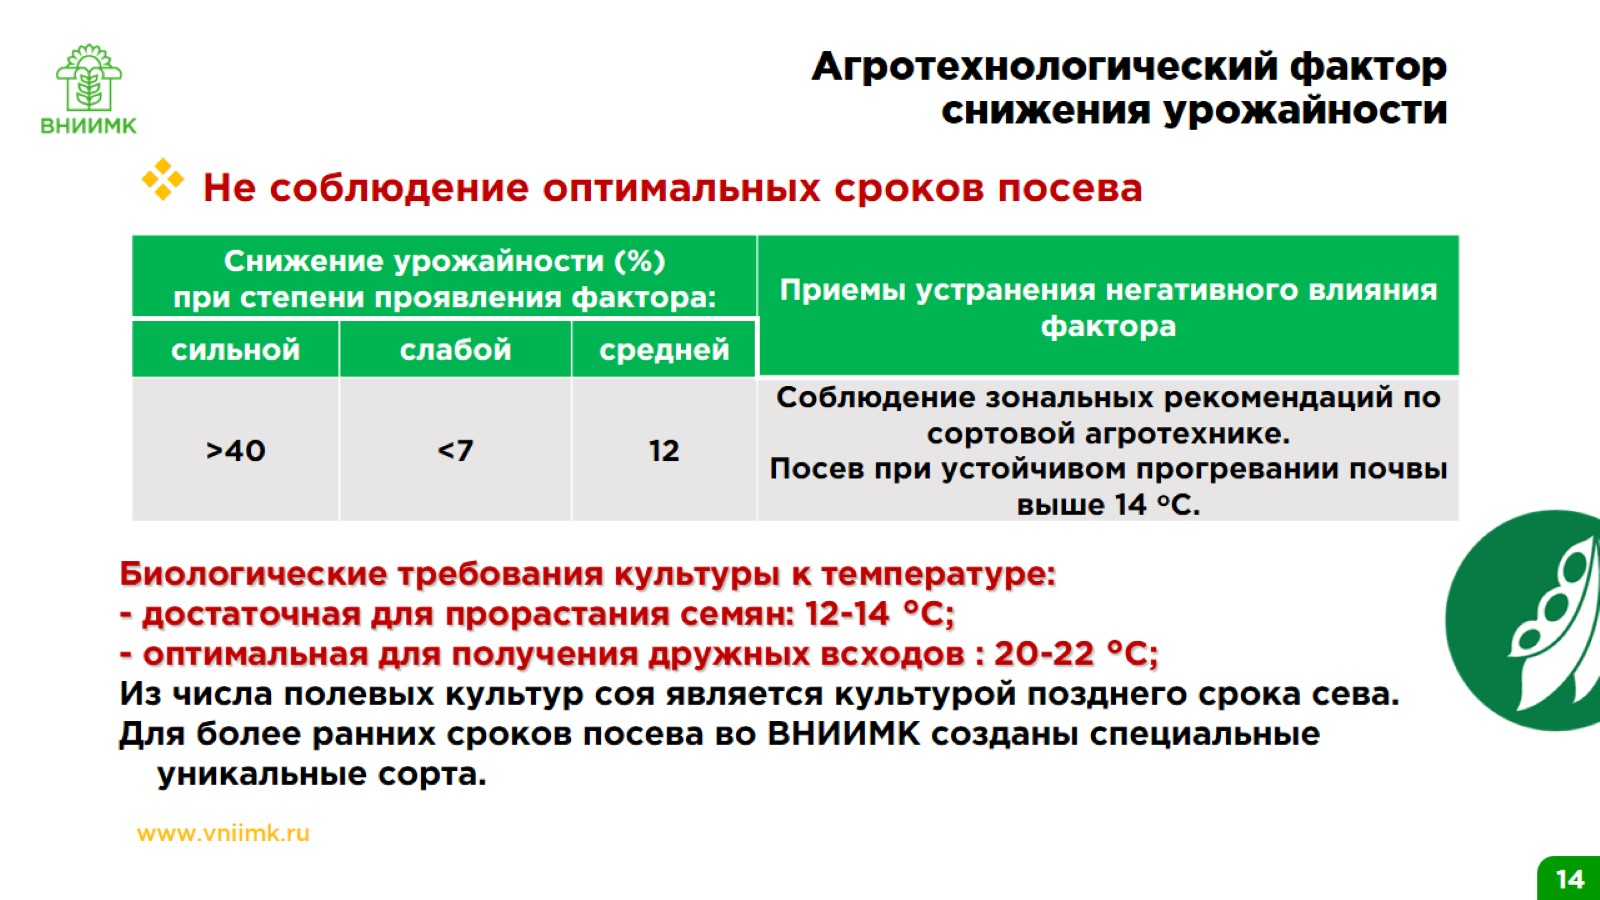 ВНИИМК
Агротехнологический фактор
снижения урожайности
Не соблюдение оптимальных сроков посева
Снижение урожайности (%)
при степени проявления фактора:
Приемы устранения негативного влияния
фактора
сильной слабой средней
>40 <7 12
Соблюдение зональных рекомендаций по
сортовой агротехнике.
Посев при устойчивом прогревании почвы
выше 14 °С.
Биологические требования культуры к температуре:
- достаточная для прорастания семян: 12-14 °С;
- оптимальная для получения дружных всходов : 20-22 °С;
Из числа полевых культур соя является культурой позднего срока сева.
Для более ранних сроков посева во ВНИИМК созданы специальные
уникальные сорта.
www.vniimk.ru
14